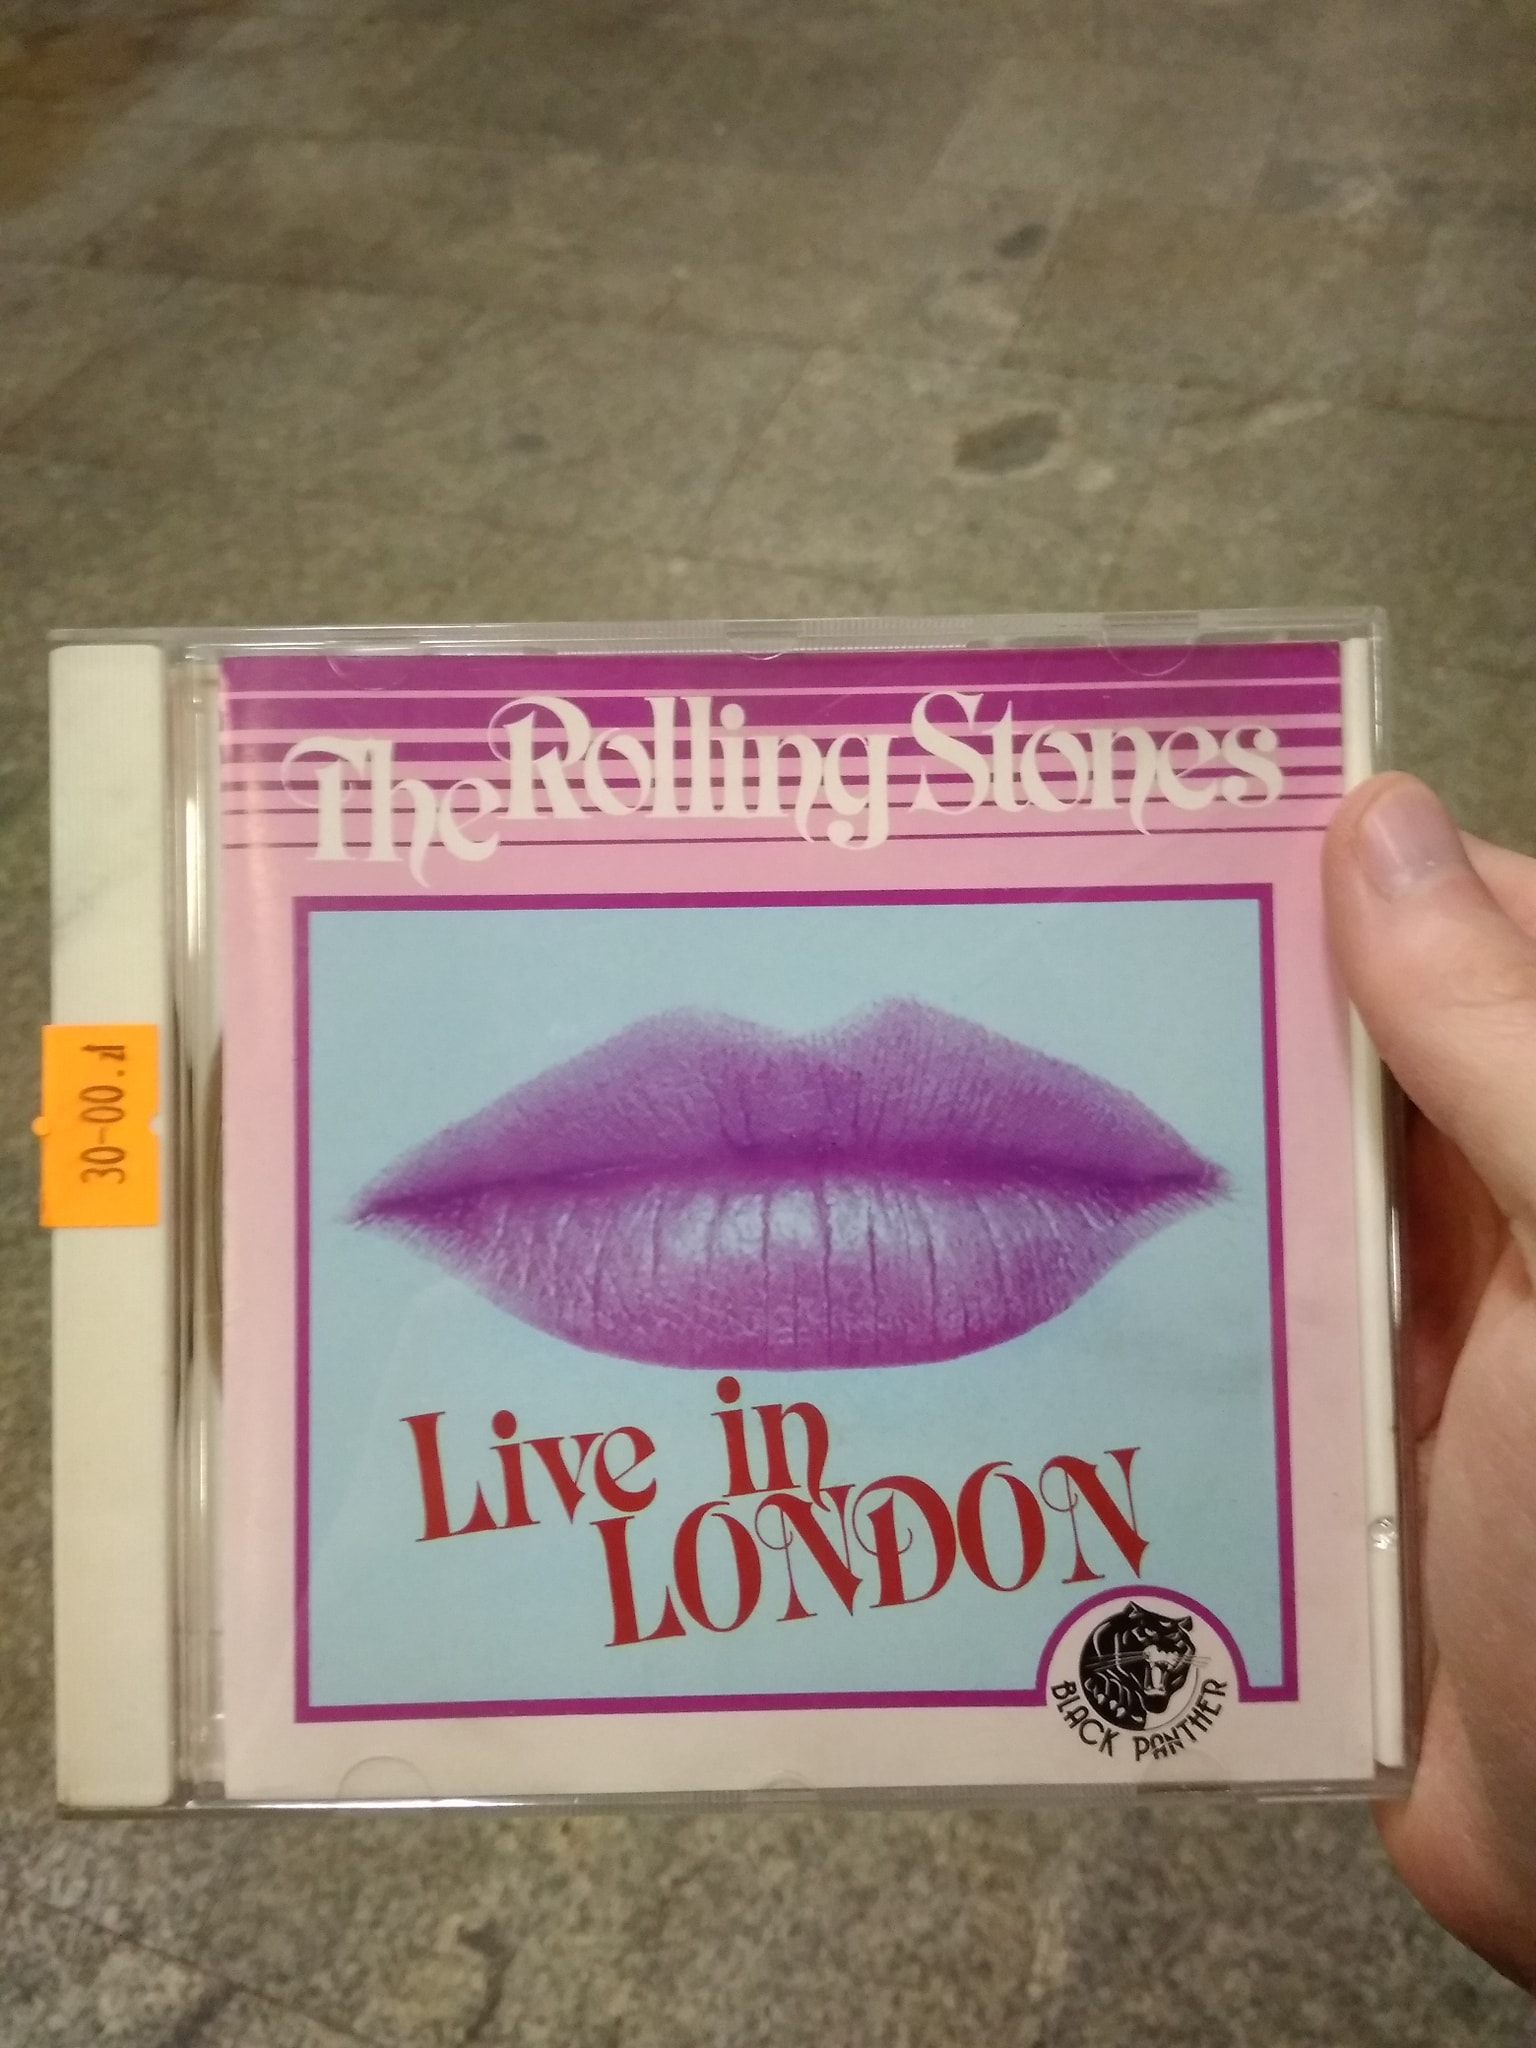 The Rolling Stones
30-00.zł
Live in
LONDON
BLACK PANTHER